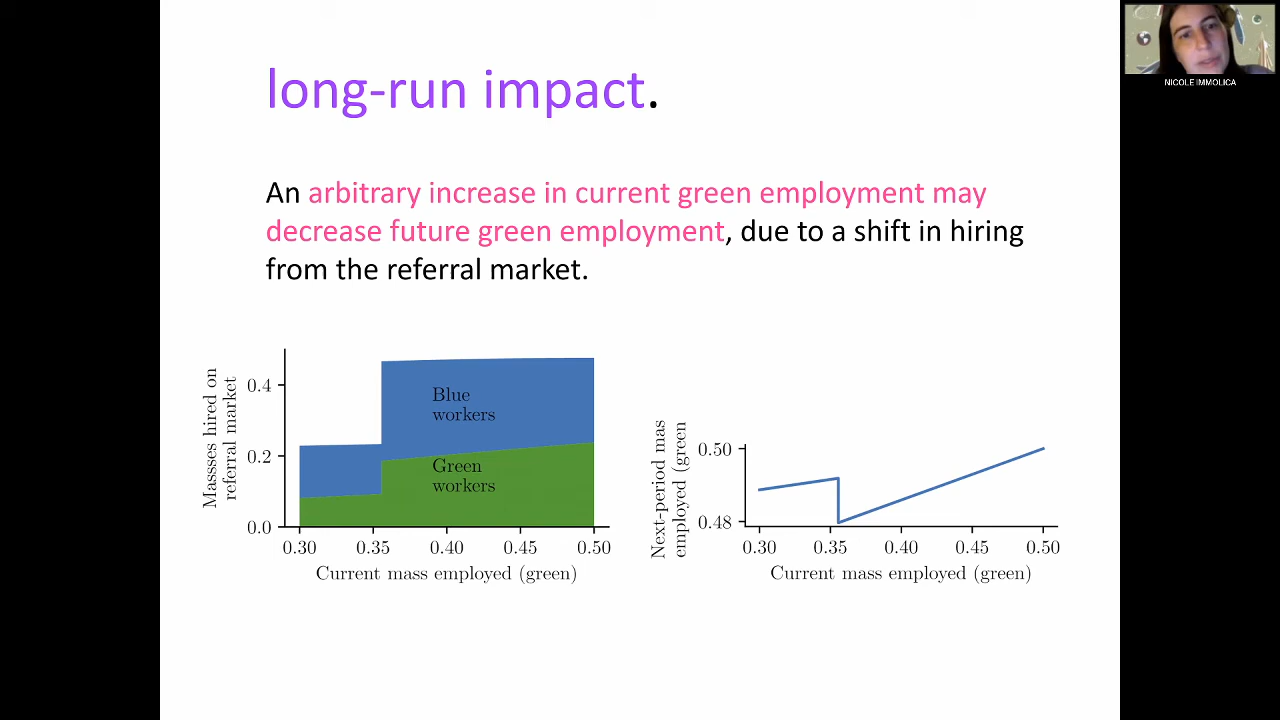 NICOLE IMMOLICA
long-run impact.
An arbitrary increase in current green employment may
decrease future green employment, due to a shift in hiring
from the referral market.
Massses hired on
referral market
0.4
0.2
0.0
Blue
workers
Green
workers
0.30 0.35 0.40 0.45 0.50
Current mass employed (green)
Next-period mas
employed (green
0.50
0.48
0.30 0.35 0.40 0.45 0.50
Current mass employed (green)